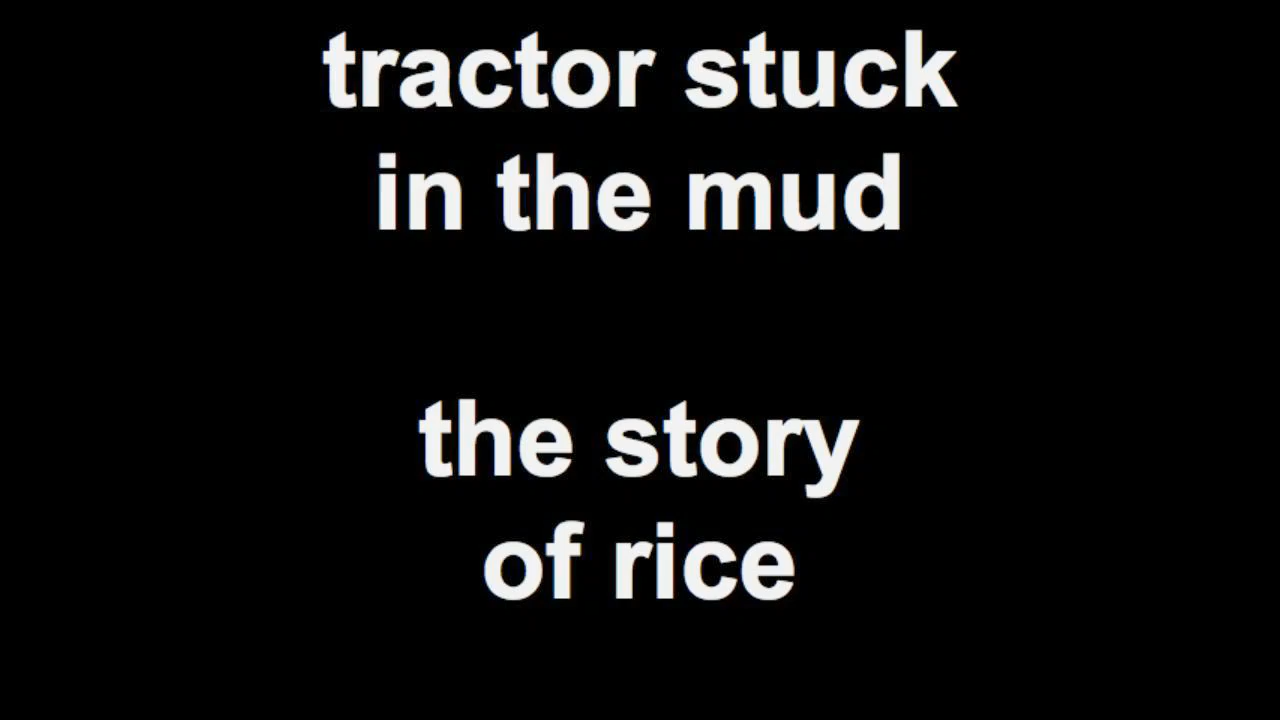 tractor stuck
in the mud
the story
of rice